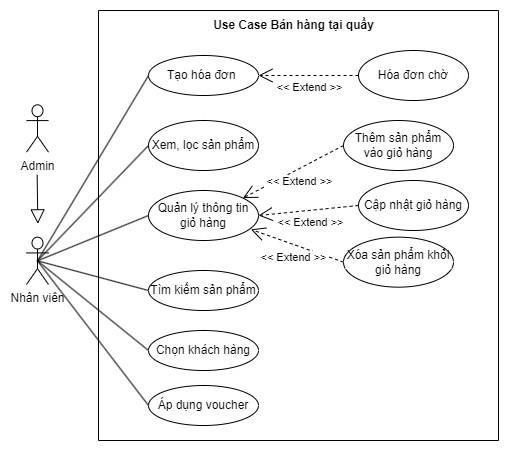 Use Case Bán hàng tại quầy
Tạo hóa đơn
<< Extend >>
Hóa đơn chờ
Admin
Xem, lọc sản phẩm
Thêm sản phẩm
vào giỏ hàng
<< Extend >>
Quản lý thông tin
giỏ hàng
<< Extend >>
Cập nhật giỏ hàng
<< Extend >>
Xóa sản phẩm khỏi
giỏ hàng
Nhân viên
Tìm kiếm sản phẩm
Chọn khách hàng
Áp dụng voucher